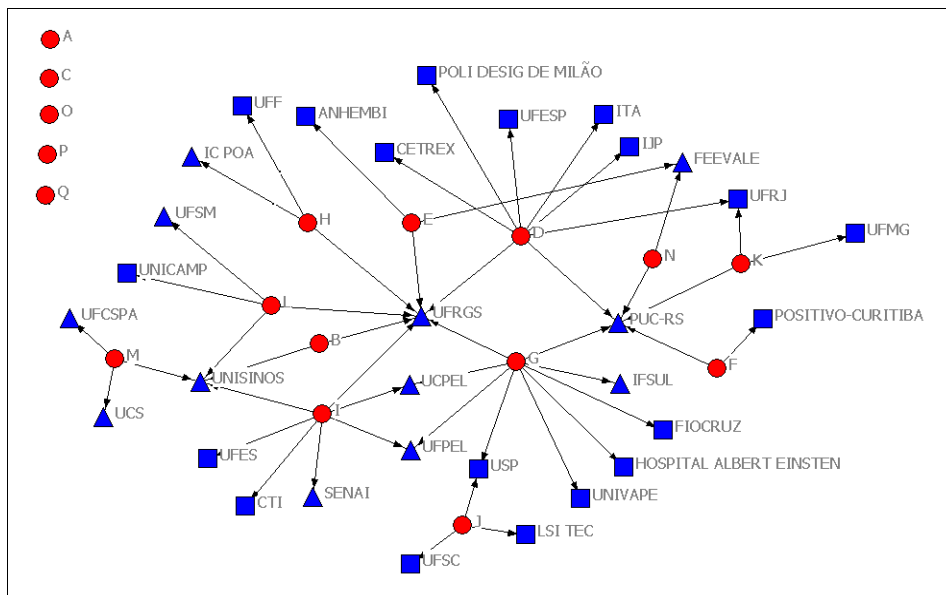 A
POLI DESIG DE MILÃO
C
UFF
ANHEMBI
O
UFESP
ITA
IC POA
CETREX
IJP
P
FEEVALE
Q
UFRJ
UFSM
H
E
D
UFMG
N
K
UNICAMP
L
UFRGS
PUC-RS
POSITIVO-CURITIBA
UFCSPA
B
M
G
F
UNISINOS
UCPEL
IFSUL
UCS
I
FIOCRUZ
UFPEL
UFES
USP
HOSPITAL ALBERT EINSTEN
CTI
SENAI
UNIVAPE
J
LSI TEC
UFSC